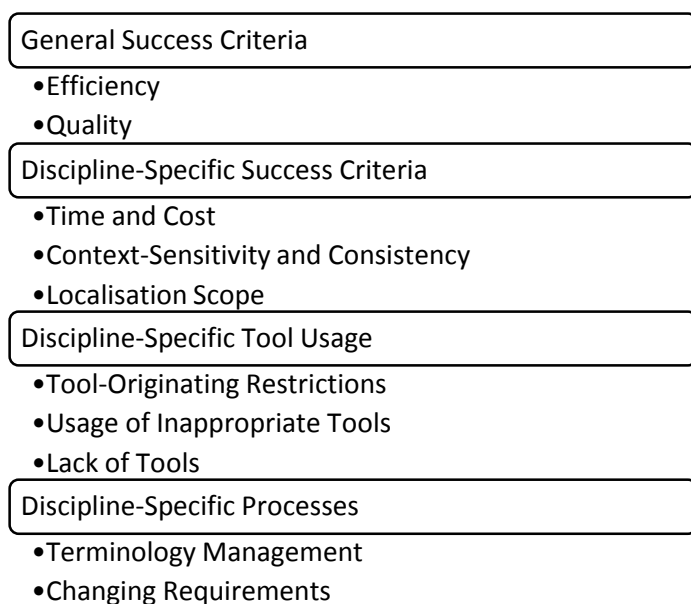 General Success Criteria
•Efficiency
•Quality
Discipline-Specific Success Criteria
•Time and Cost
•Context-Sensitivity and Consistency
•Localisation Scope
Discipline-Specific Tool Usage
•Tool-Originating Restrictions
•Usage of Inappropriate Tools
•Lack of Tools
Discipline-Specific Processes
•Terminology Management
•Changing Requirements